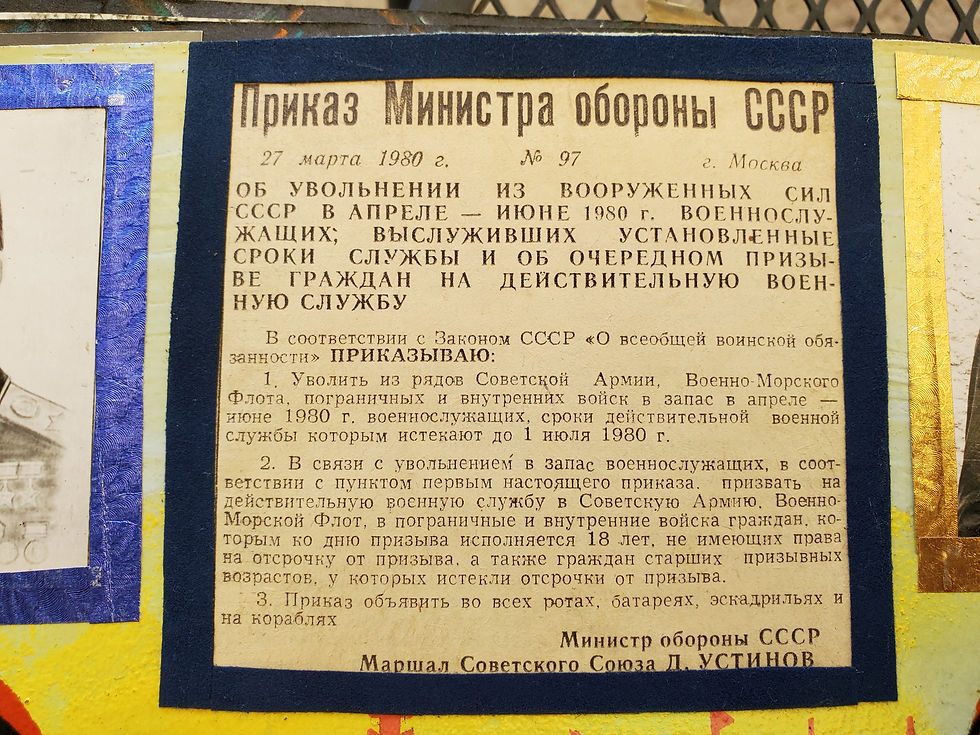 Приказ Министра обороны СССР
27 марта 1980 г. № 97 г. Москва
ОБ УВОЛЬНЕНИИ ИЗ ВООРУЖЕННЫХ СИЛ
СССР В АПРЕЛЕ — ИЮНЕ 1980 г. ВОЕННОСЛУ-
ЖАЩИХ, ВЫСЛУЖИВШИХ УСТАНОВЛЕННЫЕ
СРОКИ СЛУЖБЫ И ОБ ОЧЕРЕДНОМ ПРИЗЫ-
ВЕ ГРАЖДАН НА ДЕЙСТВИТЕЛЬНУЮ ВОЕН-
НУЮ СЛУЖБУ
В соответствии с Законом СССР «О всеобщей воинской обя-
занности» ПРИКАЗЫВАЮ:
1. Уволить из рядов Советской Армии, Военно-Морского
Флота, пограничных и внутренних войск в запас в апреле —
июне 1980 г. военнослужащих, сроки действительной военной
службы которым истекают до 1 июля 1980 г.
2. В связи с увольнением в запас военнослужащих, в соот-
ветствии с пунктом первым настоящего приказа, призвать на
действительную военную службу в Советскую Армию, Военно-
Морской Флот, в пограничные и внутренние войска граждан, ко-
торым ко дню призыва исполняется 18 лет, не имеющих права
на отсрочку от призыва, а также граждан старших призывных
возрастов, у которых истекли отсрочки от призыва.
3. Приказ объявить во всех ротах, батареях, эскадрильях и
на кораблях
Министр обороны СССР
Маршал Советского Союза Д. УСТИНОВ